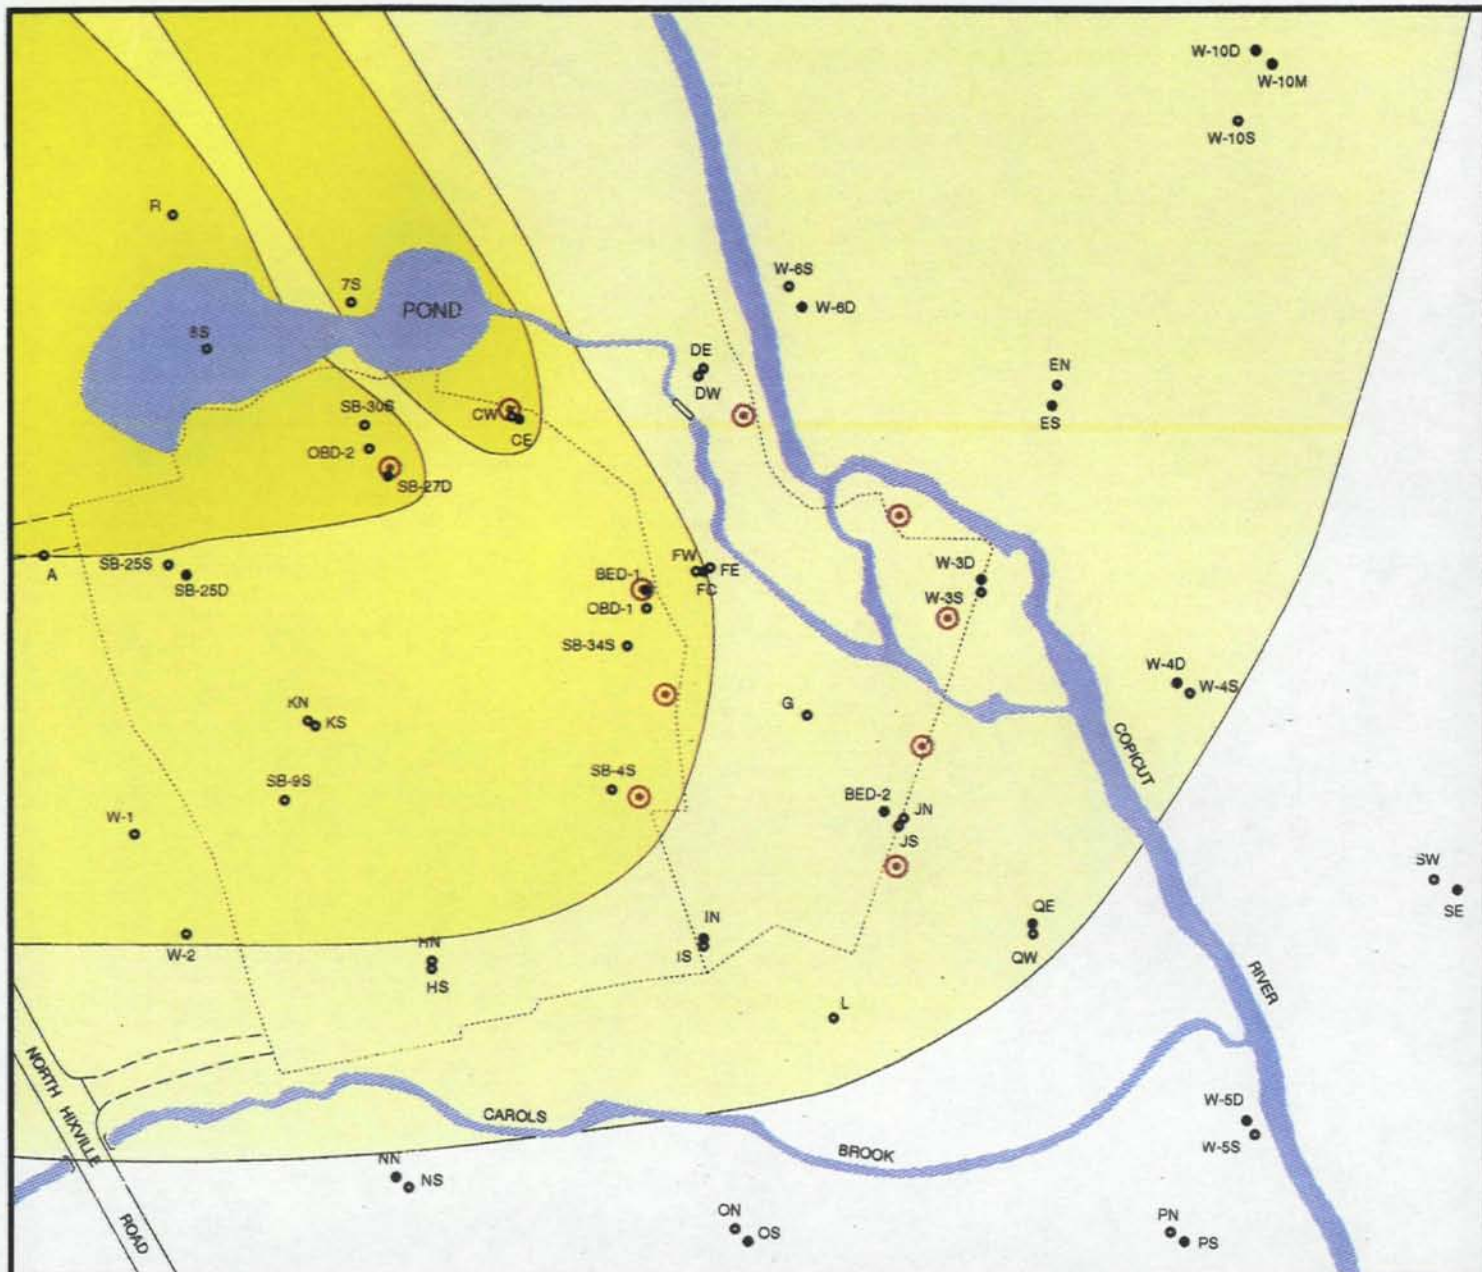 W-10D
W-10M
W-10S
R
7S
W-6S
POND
W-6D
8S
DE
DW
EN
ES
SB-30S
CW
CE
OBD-2
SB-27D
A
SB-25S
SB-25D
FW
FE
FC
BED-1
OBD-1
W-3D
W-3S
SB-34S
W-4D
W-4S
KN
KS
G
COPICUT
SB-9S
SB-4S
BED-2
JN
JS
W-1
SW
SE
QE
QW
IN
IS
W-2
HN
HS
RIVER
L
NORTH HIXVILLE
ROAD
CAROLS
BROOK
W-5D
W-5S
NN
NS
ON
OS
PN
PS